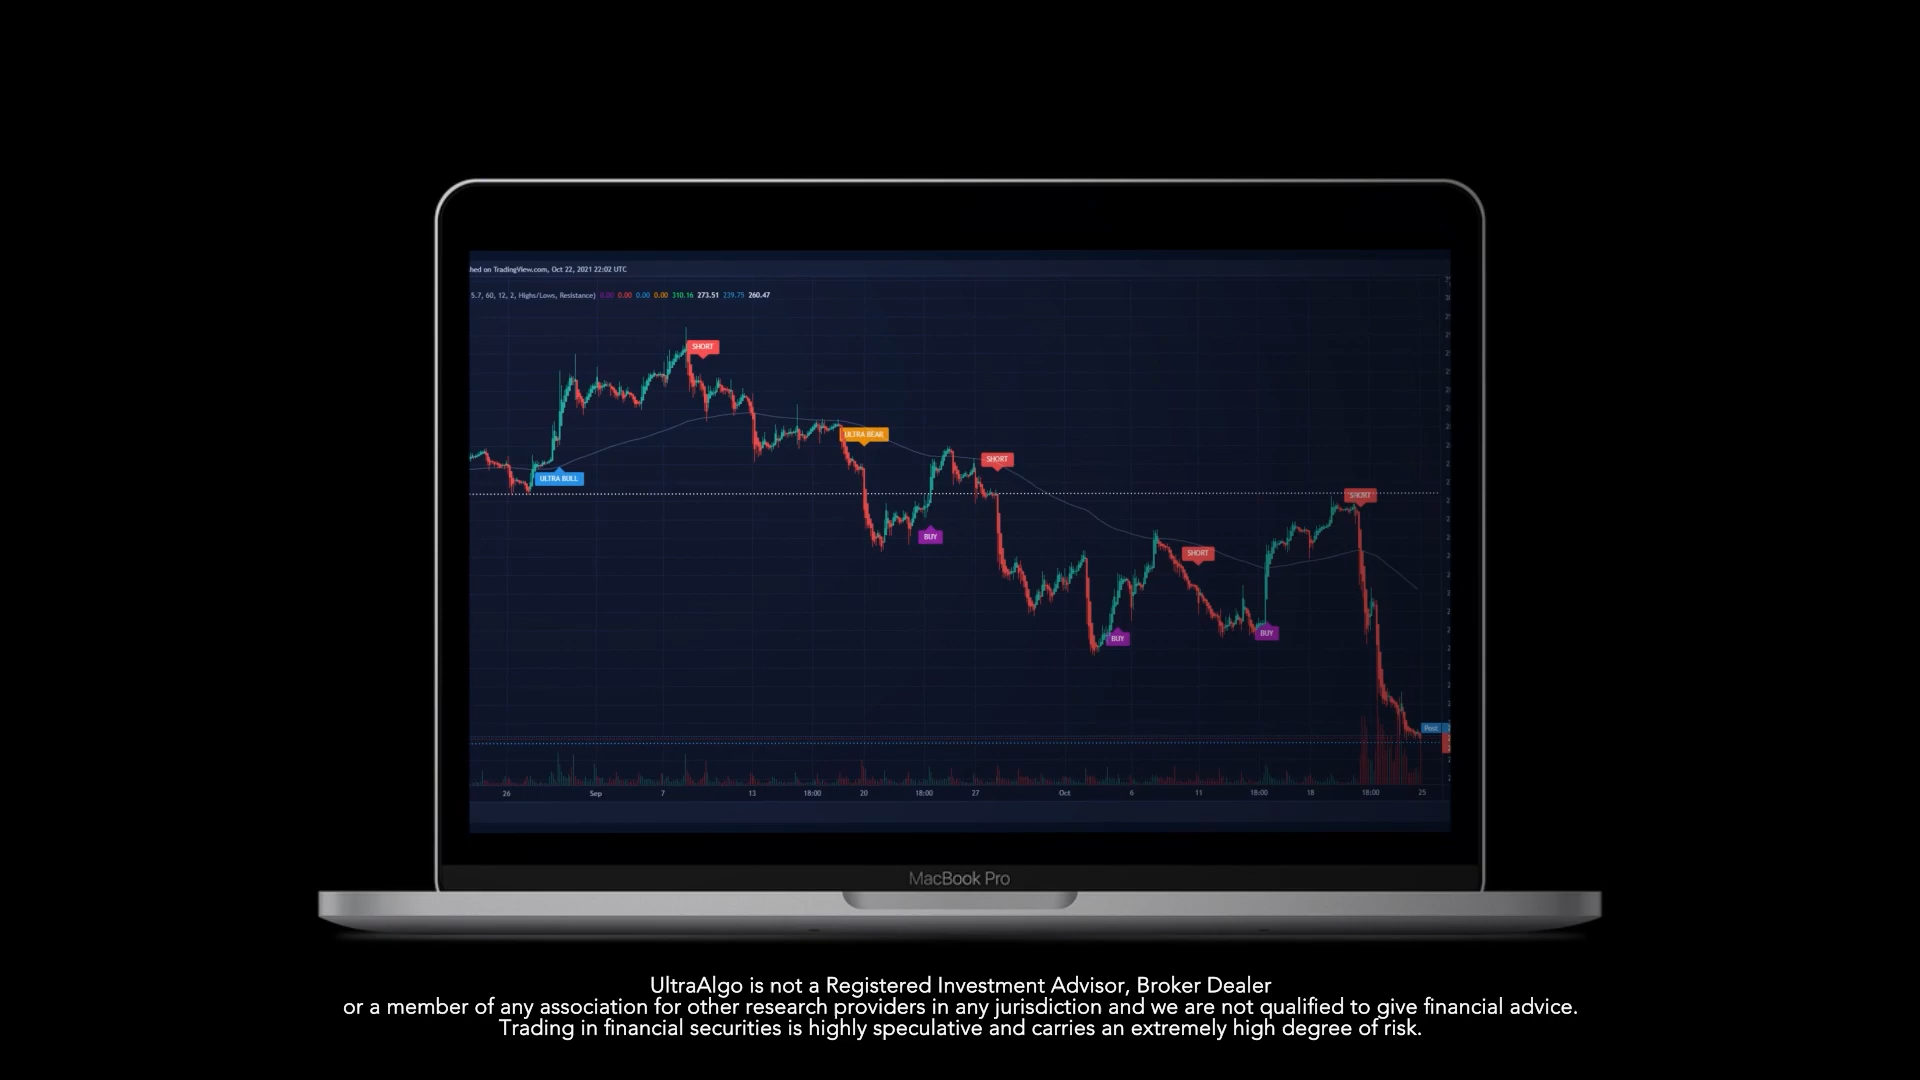 hed on TradingView.com, Oct 22, 2021 22:02 UTC
5.7, 60, 12, 2, Highs/Lows, Resistance) 0.00 0.00 0.00 0.00 310.16 273.51 239.75 260.47
SHORT
ULTRA BEAR
SHORT
ULTRA BULL
SHORT
BUY
SHORT
BUY
BUY
Post
26 Sep 7 13 18:00 20 18:00 27 Oct 6 11 18:00 18 18:00 25
MacBook Pro
UltraAlgo is not a Registered Investment Advisor, Broker Dealer
or a member of any association for other research providers in any jurisdiction and we are not qualified to give financial advice.
Trading in financial securities is highly speculative and carries an extremely high degree of risk.